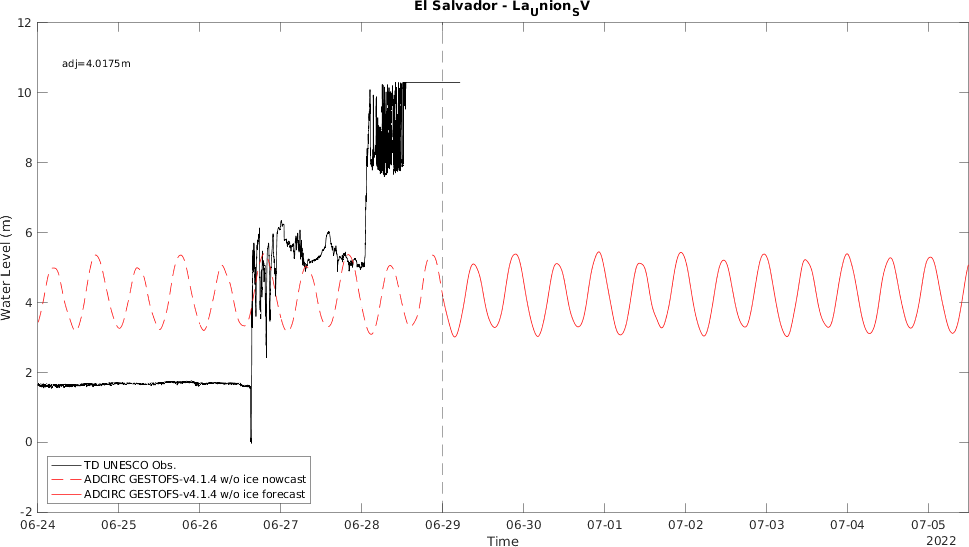 El Salvador - LaUnionSV
adj=4.0175m
Water Level (m)
12
10
8
6
4
2
0
-2
TD UNESCO Obs.
ADCIRC GESTOFS-v4.1.4 w/o ice nowcast
ADCIRC GESTOFS-v4.1.4 w/o ice forecast
06-24 06-25 06-26 06-27 06-28 06-29 06-30 07-01 07-02 07-03 07-04 07-05
Time
2022